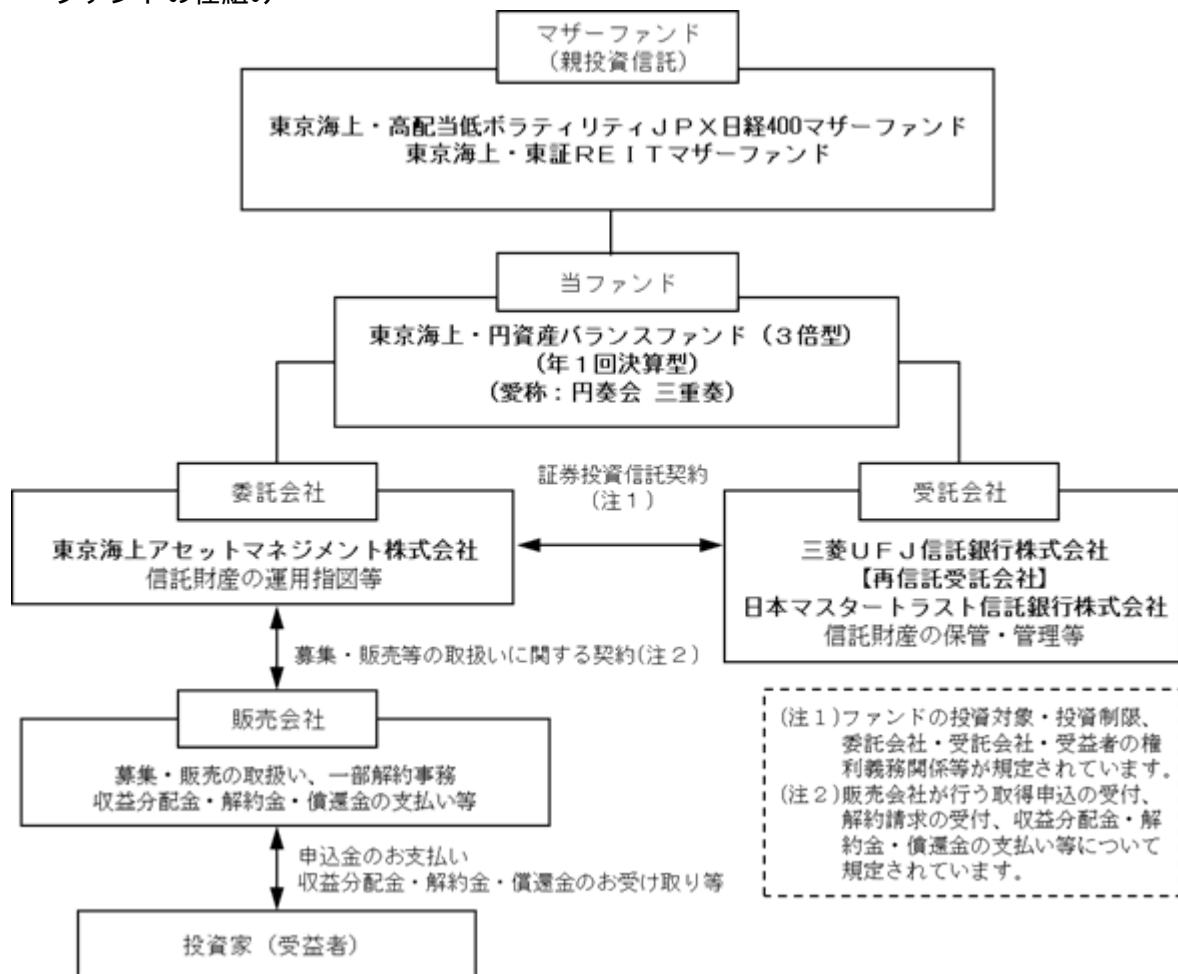 ファンドの仕組み
マザーファンド
(親投資信託)
東京海上・高配当低ボラティリティJPX日経400マザーファンド
東京海上・東証REITマザーファンド
当ファンド
東京海上・円資産バランスファンド(3倍型)
(年1回決算型)
(愛称:円奏会 三重奏)
委託会社
東京海上アセットマネジメント株式会社
信託財産の運用指図等
証券投資信託契約
(注1)
受託会社
三菱UFJ信託銀行株式会社
【再信託受託会社】
日本マスタートラスト信託銀行株式会社
信託財産の保管・管理等
募集・販売等の取扱いに関する契約(注2)
販売会社
募集・販売の取扱い、一部解約事務
収益分配金・解約金・償還金の支払い等
申込金のお支払い
収益分配金・解約金・償還金のお受け取り等
投資家(受益者)
(注1)ファンドの投資対象・投資制限、
委託会社・受託会社・受益者の権
利義務関係等が規定されています。
(注2)販売会社が行う取得申込の受付、
解約請求の受付、収益分配金・解
約金・償還金の支払い等について
規定されています。